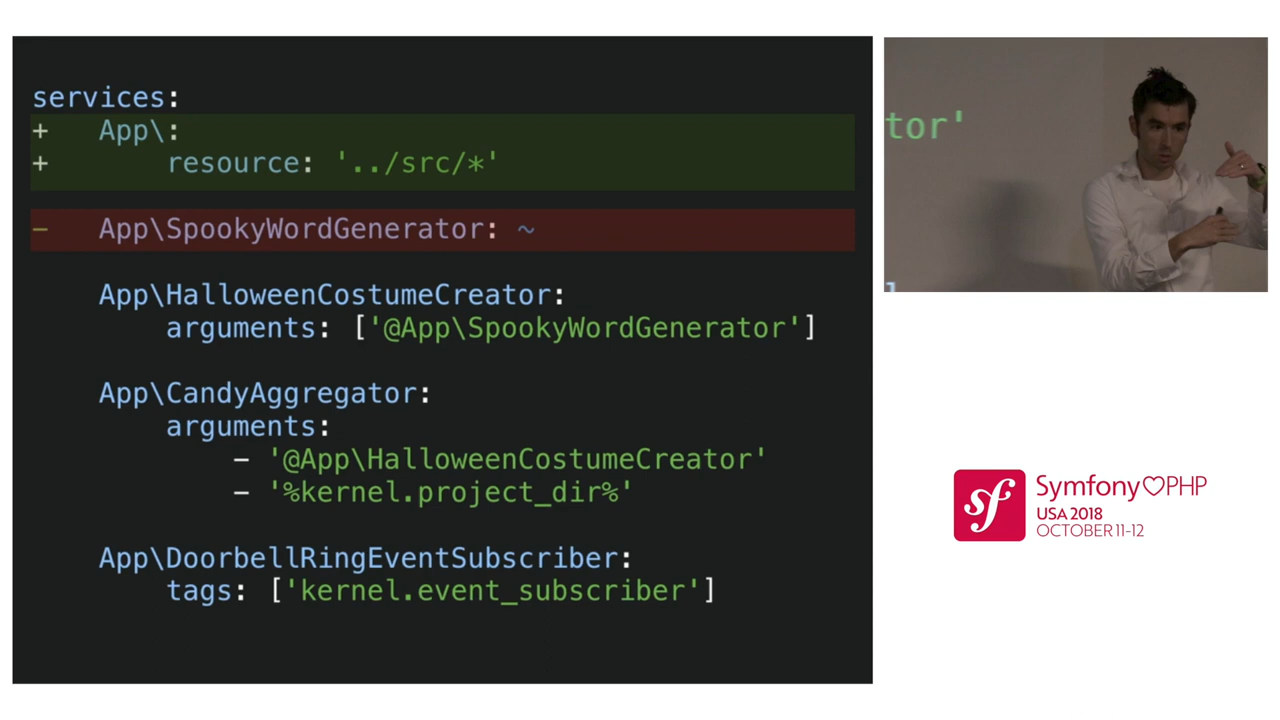 services:
+ App\:
+ resource: '../src/*'
- App\SpookyWordGenerator: ~
App\HalloweenCostumeCreator:
arguments: ['@App\SpookyWordGenerator']
App\CandyAggregator:
arguments:
- '@App\HalloweenCostumeCreator'
- '%kernel.project_dir%'
App\DoorbellRingEventSubscriber:
tags: ['kernel.event_subscriber']
tor'
sf
Symfony♡PHP
USA 2018
OCTOBER 11-12